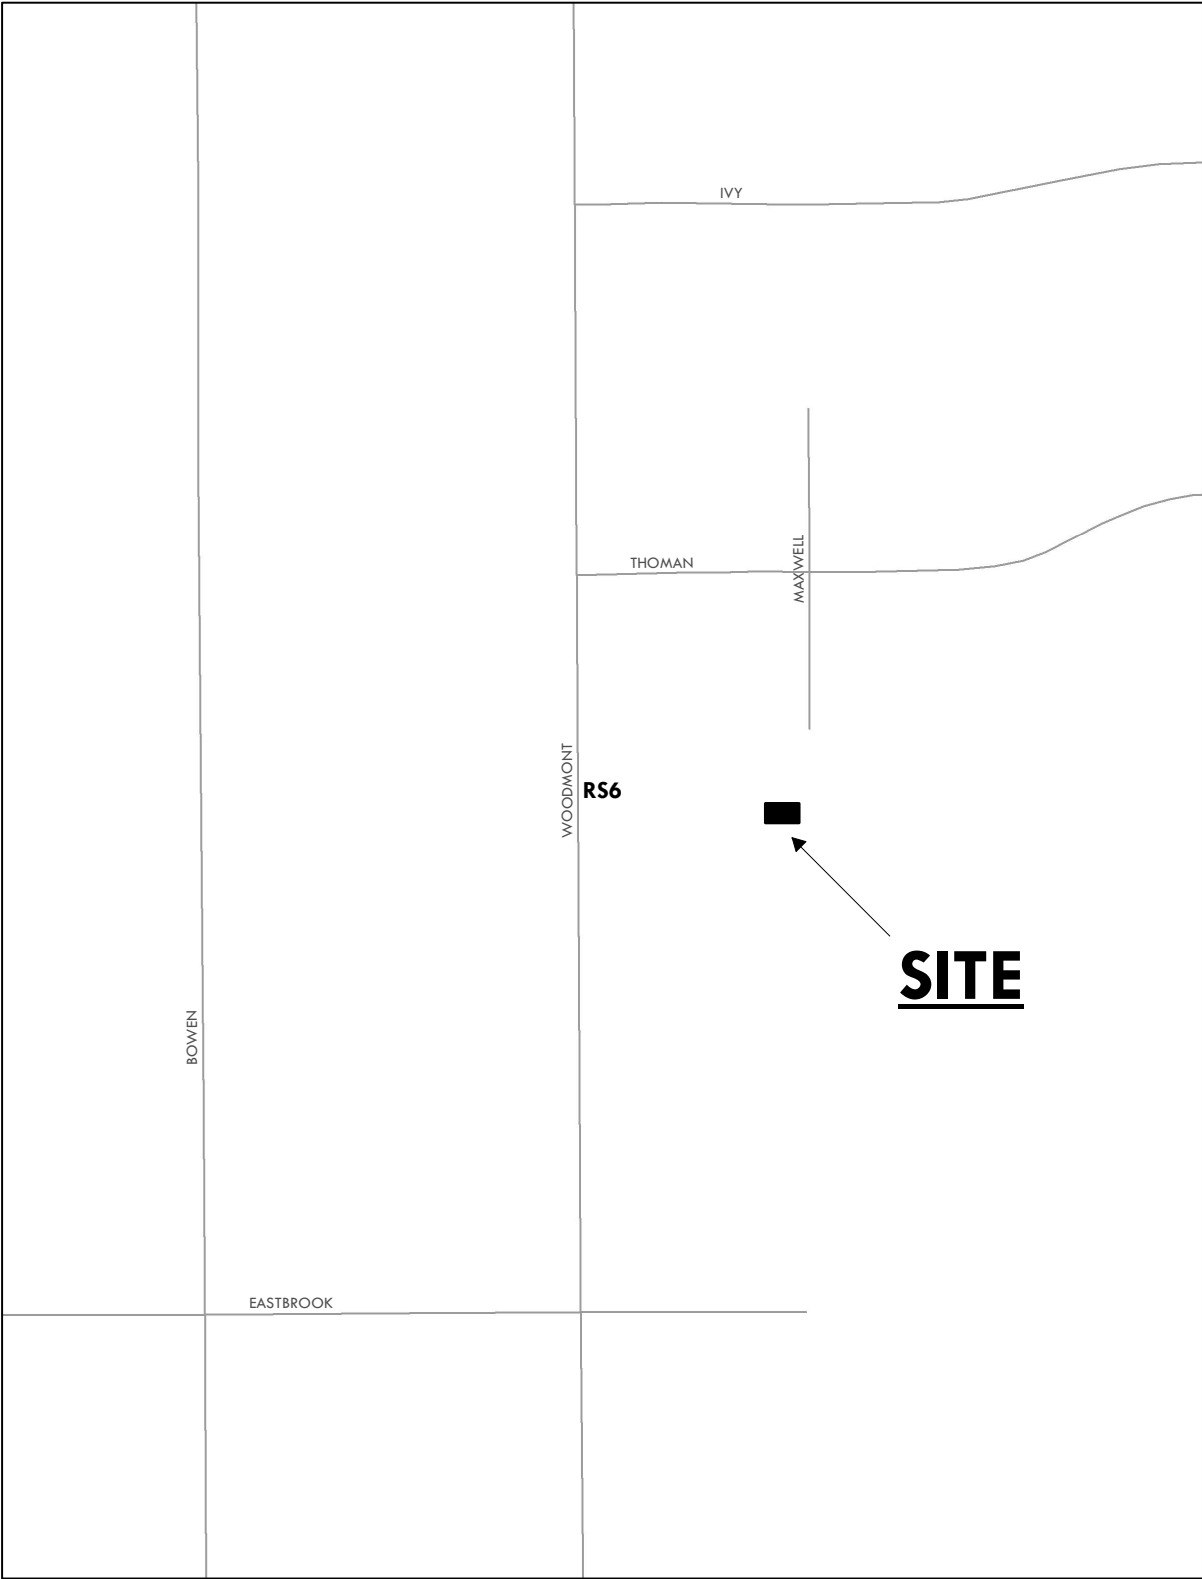 IVY
THOMAN
MAXWELL
WOODMONT
RS6
SITE
BOWEN
EASTBROOK